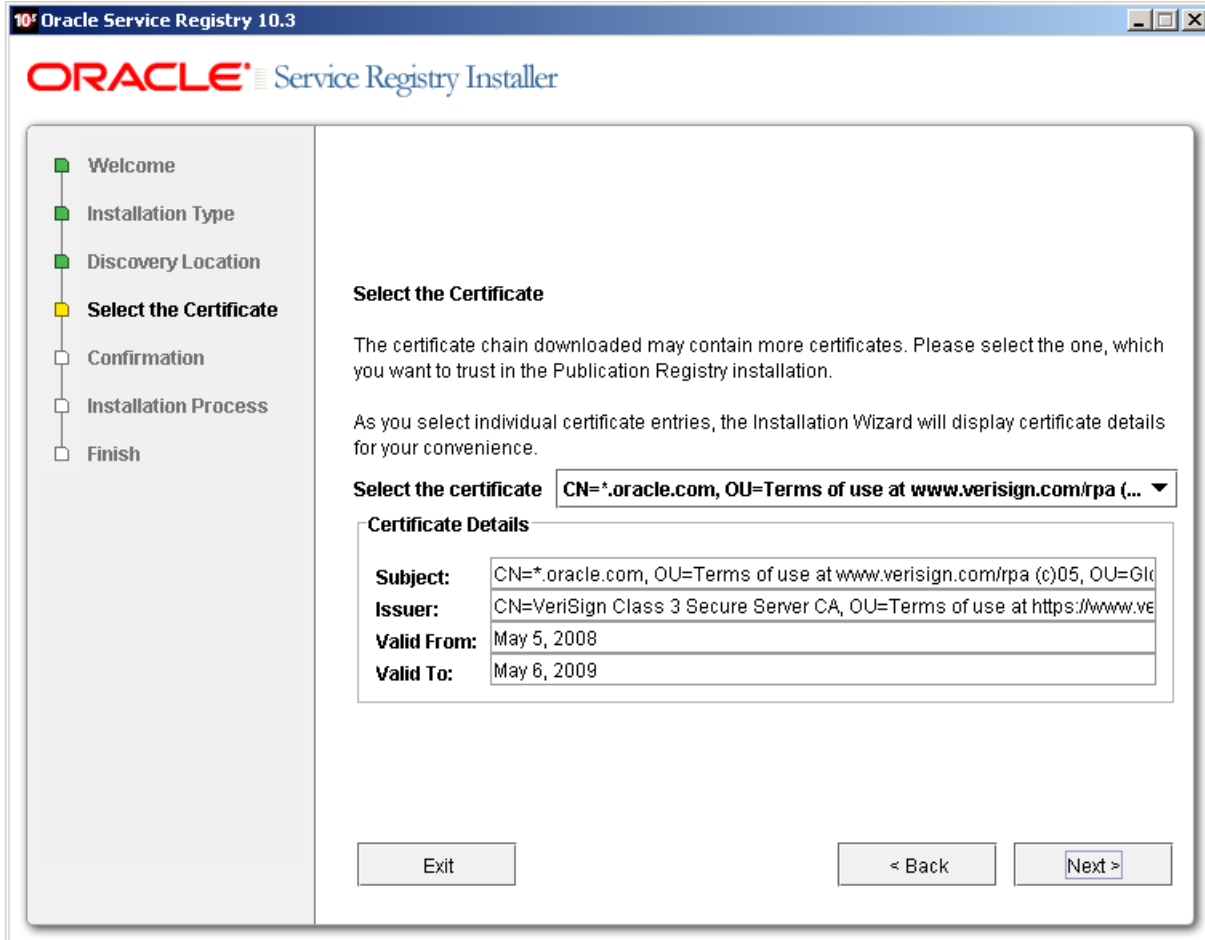 Oracle Service Registry 10.3
ORACLE Service Registry Installer
Welcome
Installation Type
Discovery Location
Select the Certificate
Confirmation
Installation Process
Finish
Select the Certificate
The certificate chain downloaded may contain more certificates. Please select the one, which
you want to trust in the Publication Registry installation.
As you select individual certificate entries, the Installation Wizard will display certificate details
for your convenience.
Select the certificate CN=*.oracle.com, OU=Terms of use at www.verisign.com/rpa (...
Certificate Details
Subject: CN=*.oracle.com, OU=Terms of use at www.verisign.com/rpa (c)05, OU=Glo
Issuer: CN=VeriSign Class 3 Secure Server CA, OU=Terms of use at https://www.ve
Valid From: May 5, 2008
Valid To: May 6, 2009
Exit < Back Next >